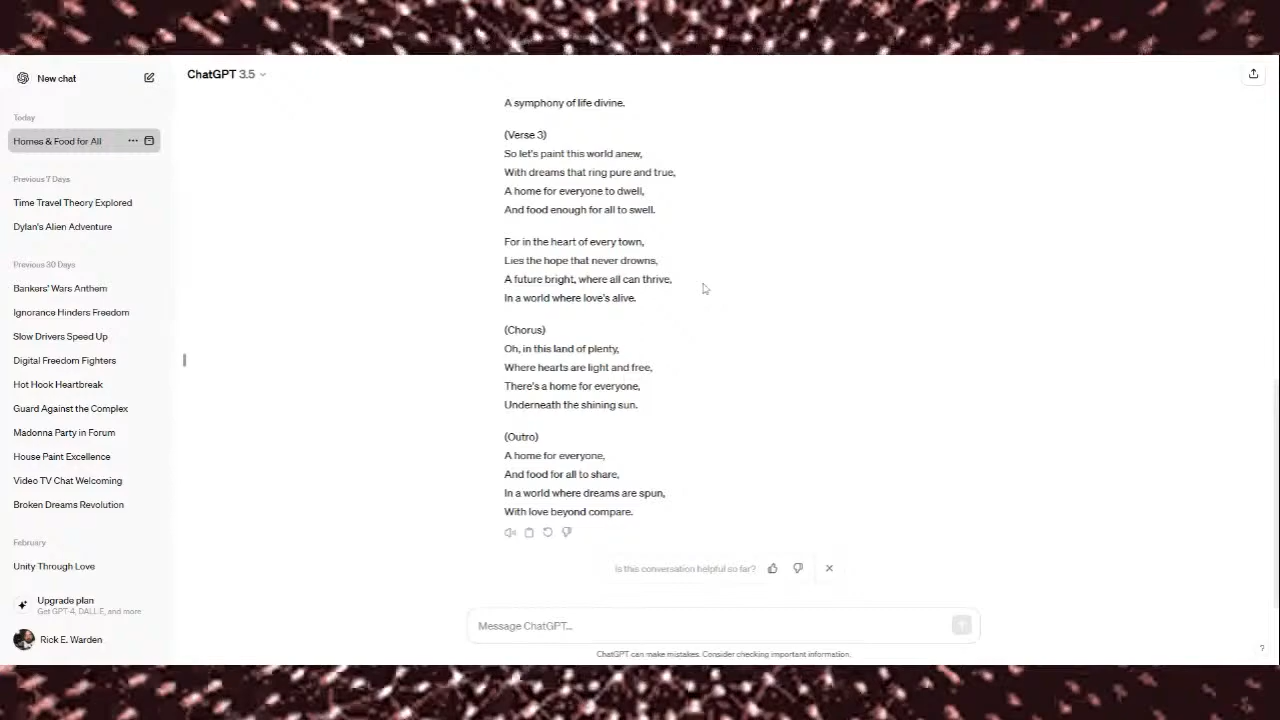 New chat
ChatGPT 3.5
Today
Homes & Food for All
Previous 7 Days
Time Travel Theory Explored
Dylan's Alien Adventure
Previous 30 Days
Bankers' Wars Anthem
Ignorance Hinders Freedom
Slow Drivers Speed Up
Digital Freedom Fighters
Hot Hook Heartbreak
Guard Against the Complex
Madonna Party in Forum
House Paint Excellence
Video TV Chat Welcoming
Broken Dreams Revolution
February
Unity Through Love
Upgrade plan
Get GPT-4, DALL·E, and more
Rick E. Warden
A symphony of life divine.
(Verse 3)
So let's paint this world anew,
With dreams that ring pure and true,
A home for everyone to dwell,
And food enough for all to swell.
For in the heart of every town,
Lies the hope that never drowns,
A future bright, where all can thrive,
In a world where love's alive.
(Chorus)
Oh, in this land of plenty,
Where hearts are light and free,
There's a home for everyone,
Underneath the shining sun.
(Outro)
A home for everyone,
And food for all to share,
In a world where dreams are spun,
With love beyond compare.
Is this conversation helpful so far?
Message ChatGPT...
ChatGPT can make mistakes. Consider checking important information.
?